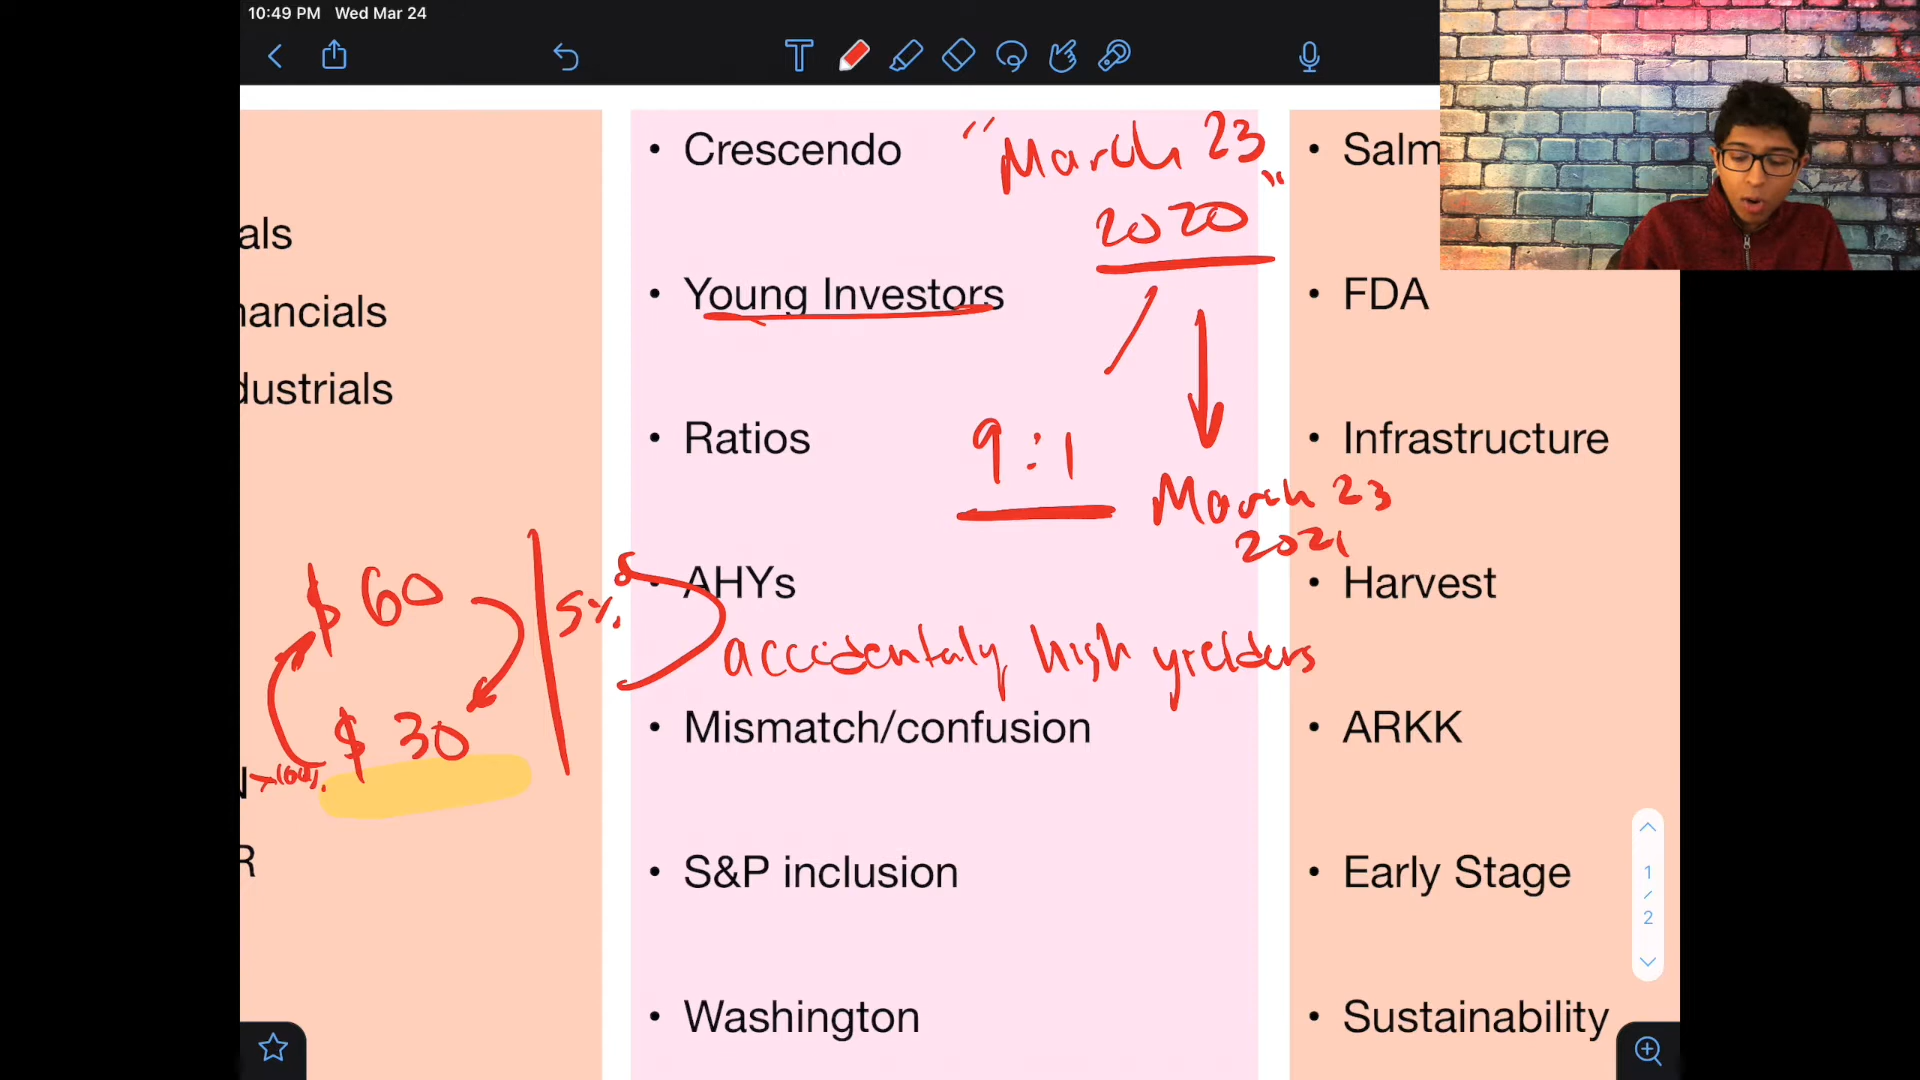 10:49 PM Wed Mar 24
als
nancials
dustrials
$ 60
$ 30
5%
R
• Crescendo
"March 23
2020"
• Young Investors
• Ratios
9:1
March 23
2021
• AHYs
accidentaly high yielders
• Mismatch/confusion
• S&P inclusion
• Washington
• Salm
• FDA
• Infrastructure
• Harvest
• ARKK
• Early Stage
• Sustainability
1
/
2